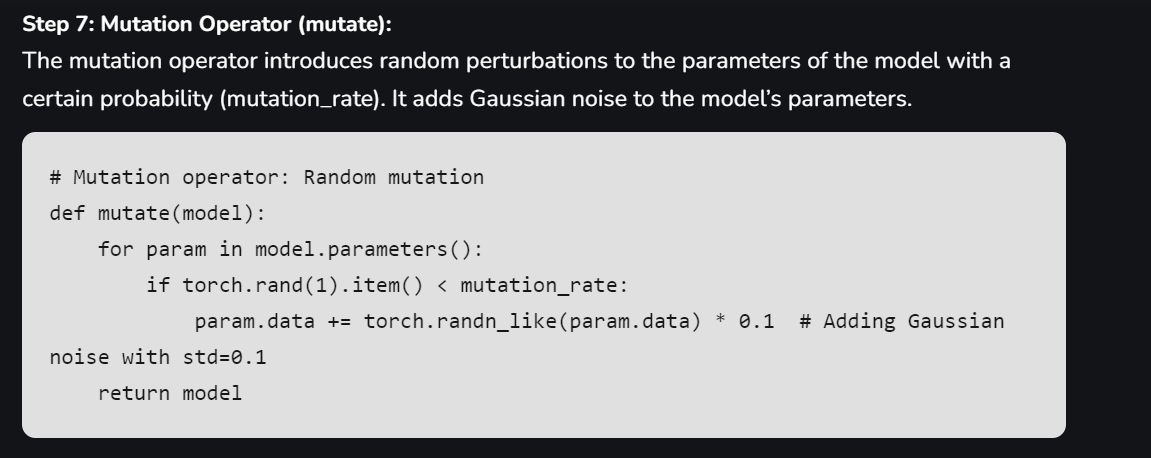 Step 7: Mutation Operator (mutate):
The mutation operator introduces random perturbations to the parameters of the model with a
certain probability (mutation_rate). It adds Gaussian noise to the model’s parameters.
# Mutation operator: Random mutation
def mutate(model):
    for param in model.parameters():
        if torch.rand(1).item() < mutation_rate:
            param.data += torch.randn_like(param.data) * 0.1  # Adding Gaussian
noise with std=0.1
    return model